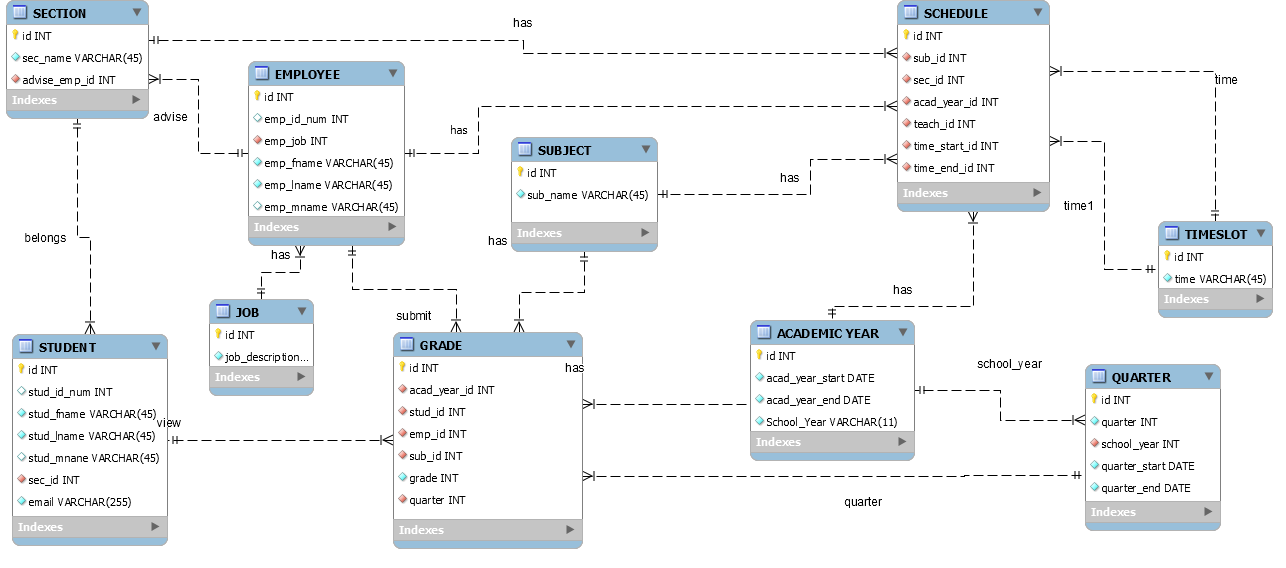 SECTION
id INT
sec_name VARCHAR(45)
advise_emp_id INT
Indexes
has
SCHEDULE
id INT
sub_id INT
sec_id INT
acad_year_id INT
teach_id INT
time_start_id INT
time_end_id INT
Indexes
EMPLOYEE
id INT
emp_id_num INT
emp_job INT
emp_fname VARCHAR(45)
emp_lname VARCHAR(45)
emp_mname VARCHAR(45)
Indexes
advise
has
SUBJECT
id INT
sub_name VARCHAR(45)
Indexes
has
time
time1
TIMESLOT
id INT
time VARCHAR(45)
Indexes
belongs
has
has
has
JOB
id INT
job_description...
Indexes
submit
STUDENT
id INT
stud_id_num INT
stud_fname VARCHAR(45)
stud_lname VARCHAR(45)
stud_mnane VARCHAR(45)
sec_id INT
email VARCHAR(255)
Indexes
view
GRADE
id INT
acad_year_id INT
stud_id INT
emp_id INT
sub_id INT
grade INT
quarter INT
Indexes
has
ACADEMIC YEAR
id INT
acad_year_start DATE
acad_year_end DATE
School_Year VARCHAR(11)
Indexes
school_year
QUARTER
id INT
quarter INT
school_year INT
quarter_start DATE
quarter_end DATE
Indexes
quarter